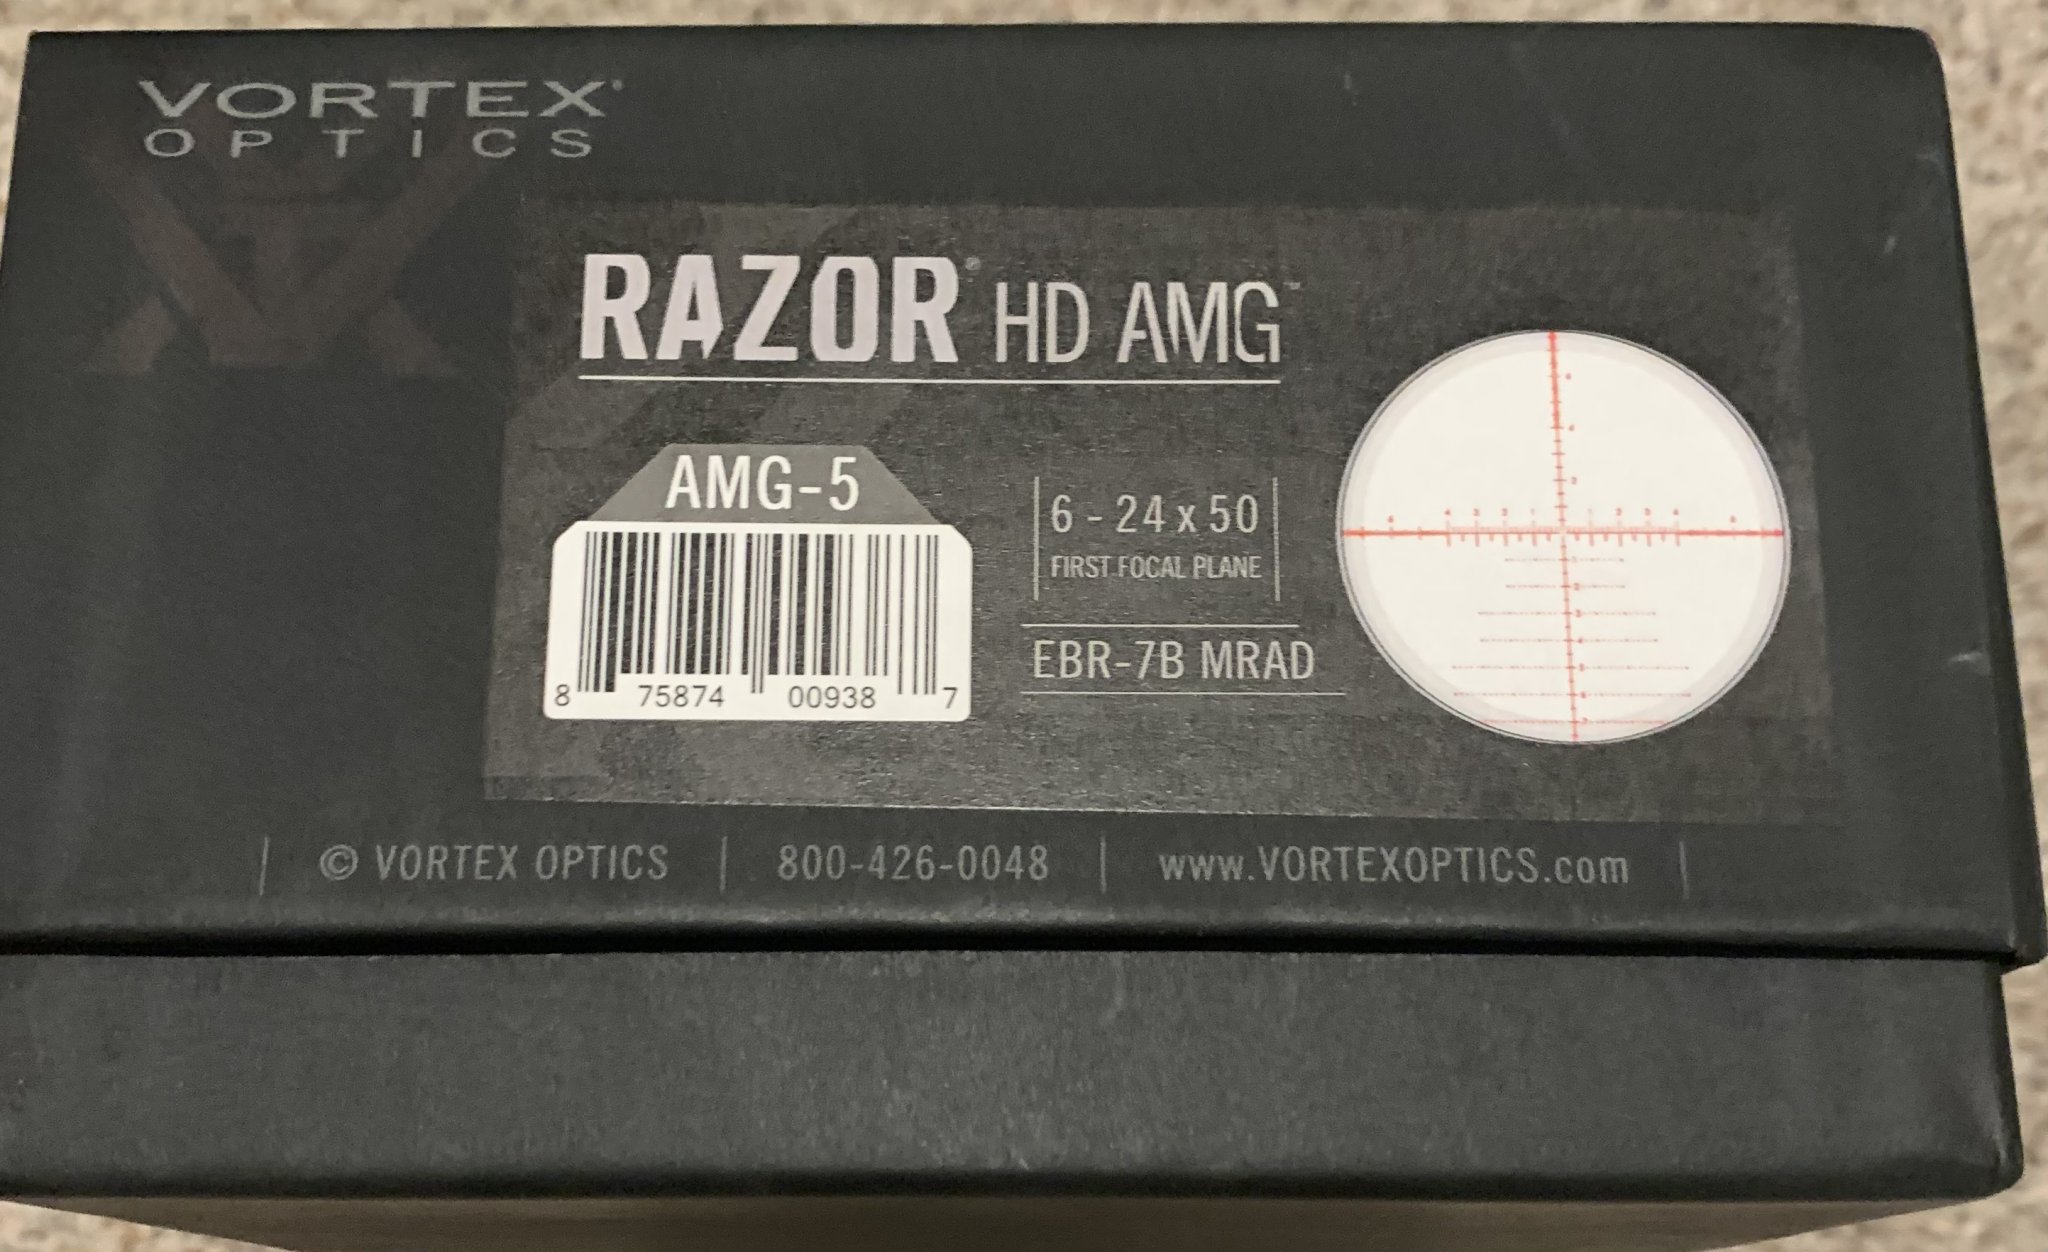 VORTEX®
OPTICS
RAZOR® HD AMG™
AMG-5
6 - 24 x 50
FIRST FOCAL PLANE
EBR-7B MRAD
8 75874 00938 7
© VORTEX OPTICS | 800-426-0048 | www.VORTEXOPTICS.com